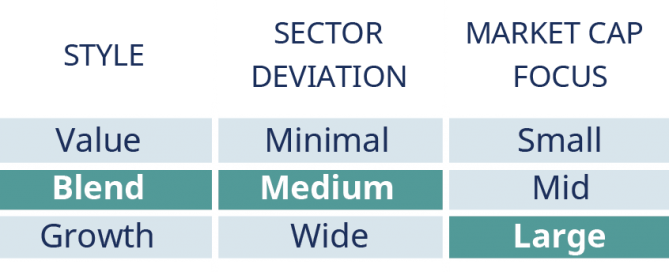 STYLE
SECTOR
DEVIATION
MARKET CAP
FOCUS
Value
Minimal
Small
Blend
Medium
Mid
Growth
Wide
Large